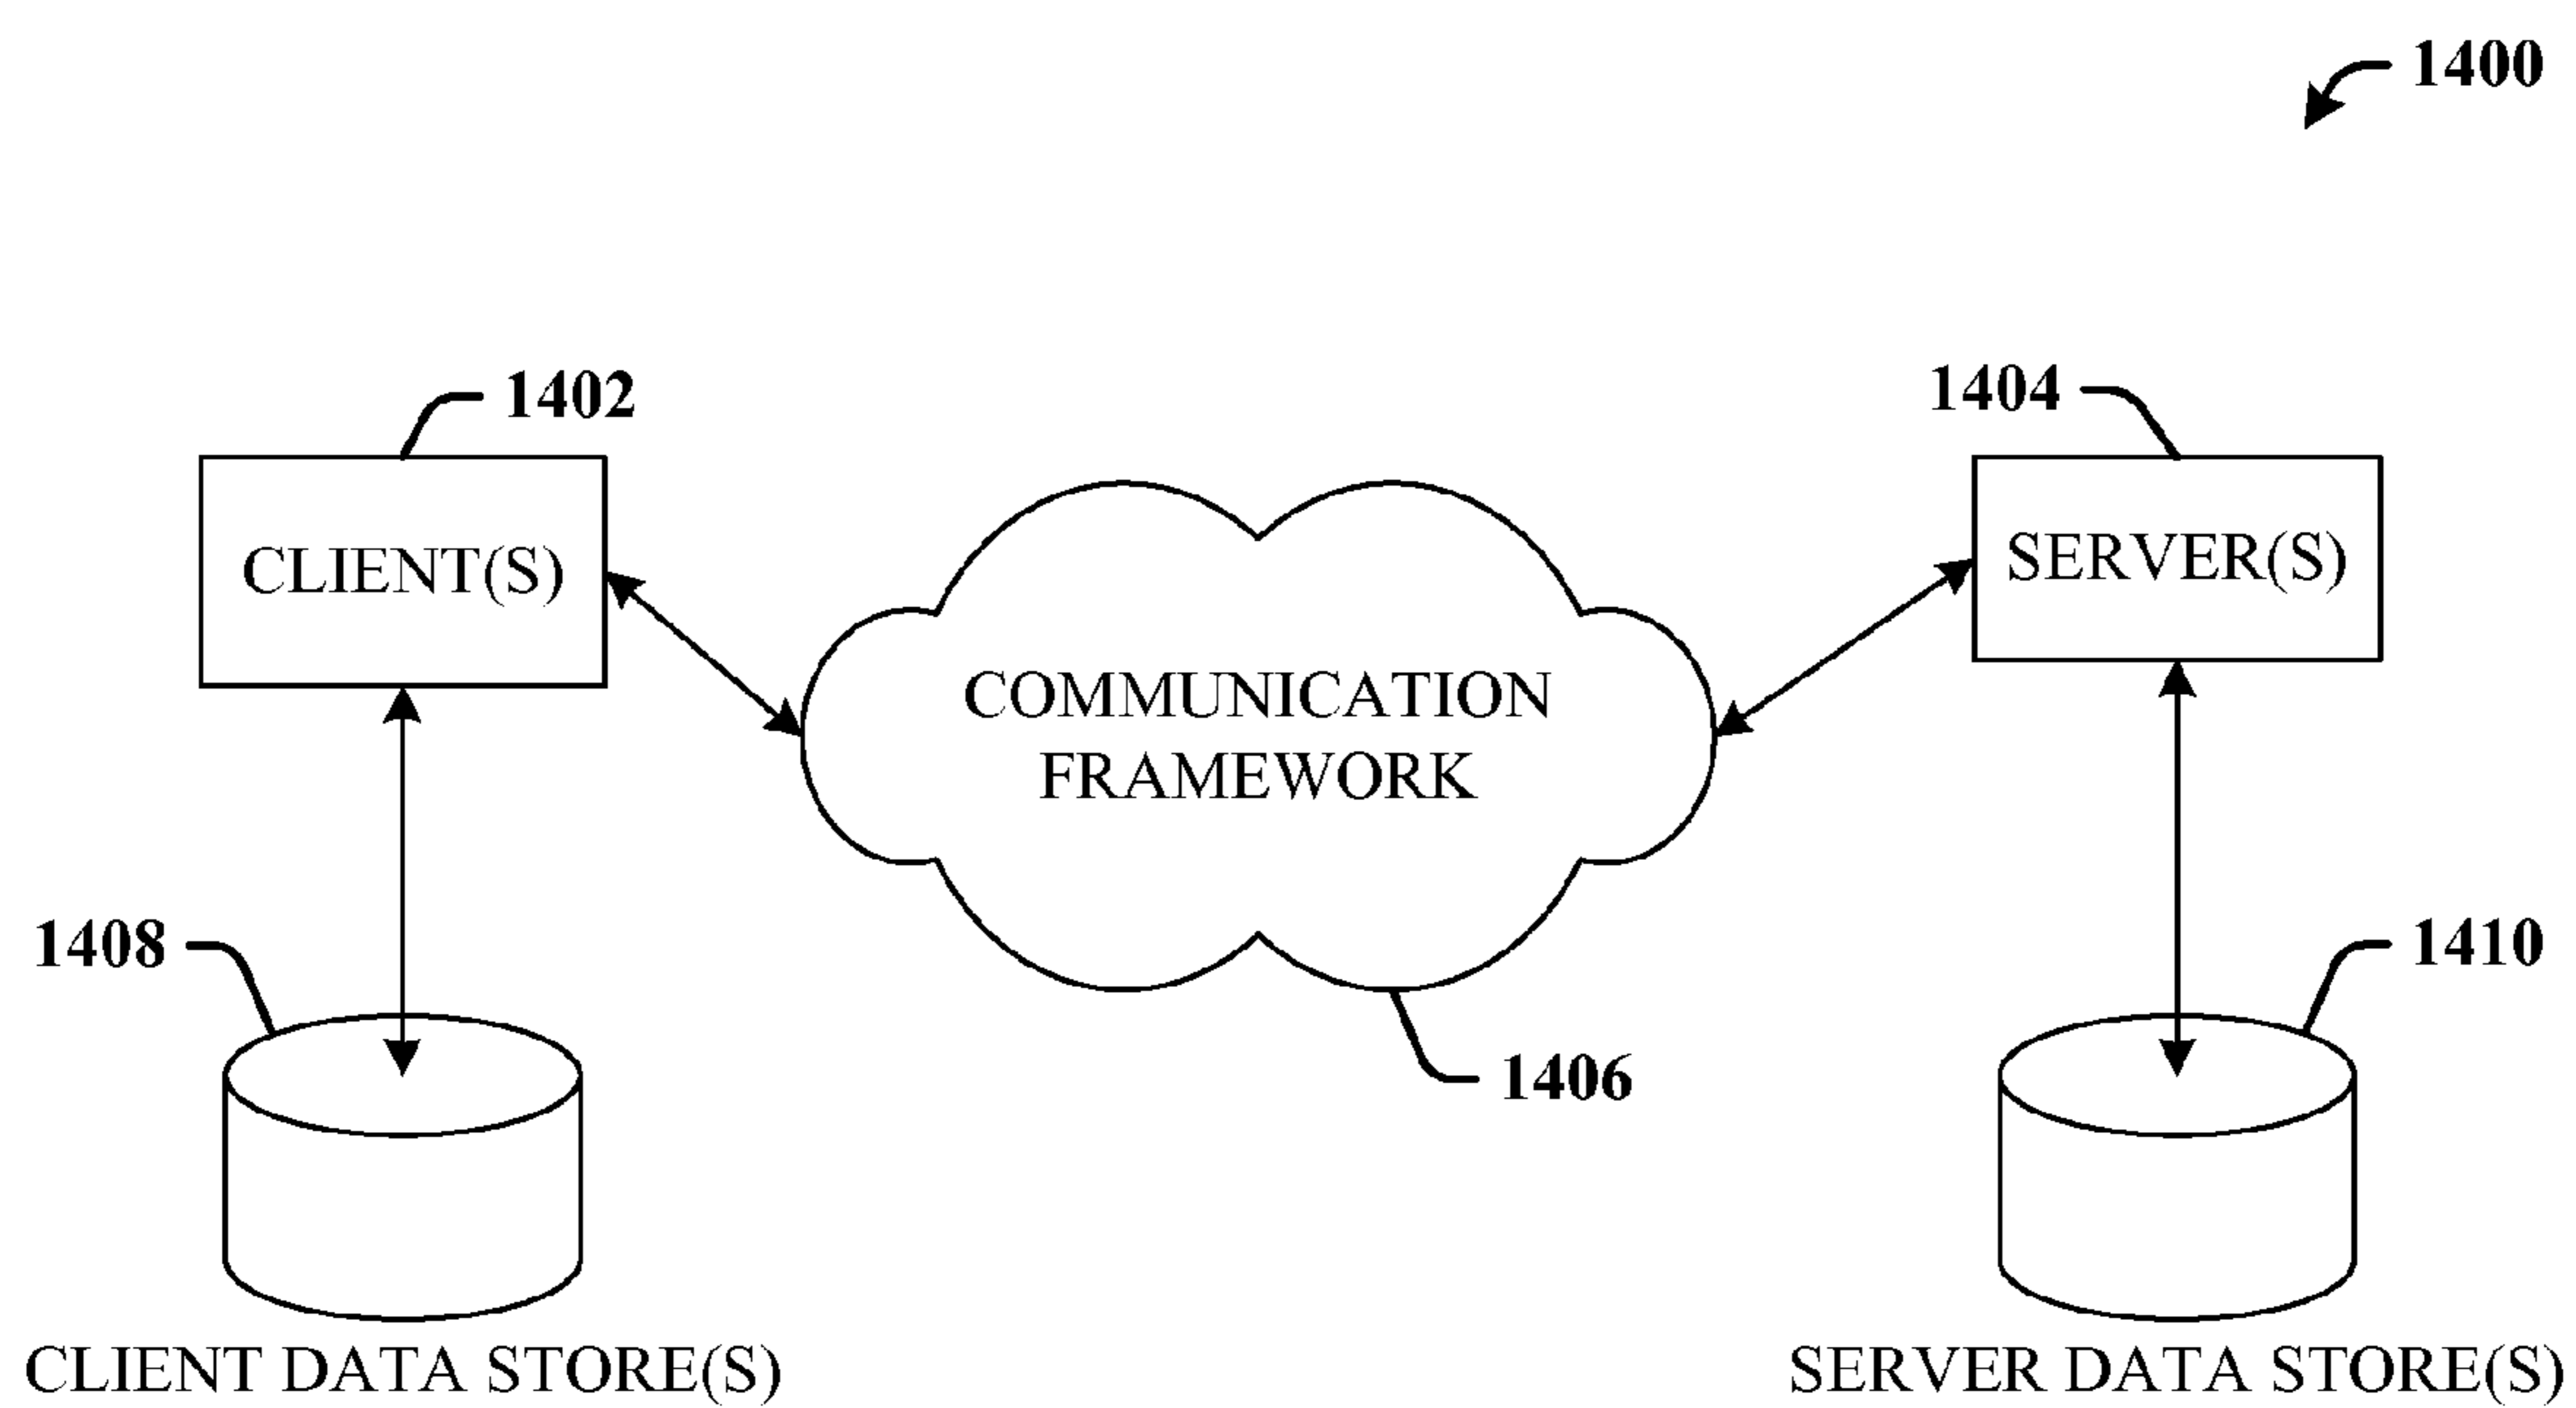 1400
1402
1404
CLIENT(S)
SERVER(S)
COMMUNICATION
FRAMEWORK
1408
1410
1406
CLIENT DATA STORE(S)
SERVER DATA STORE(S)